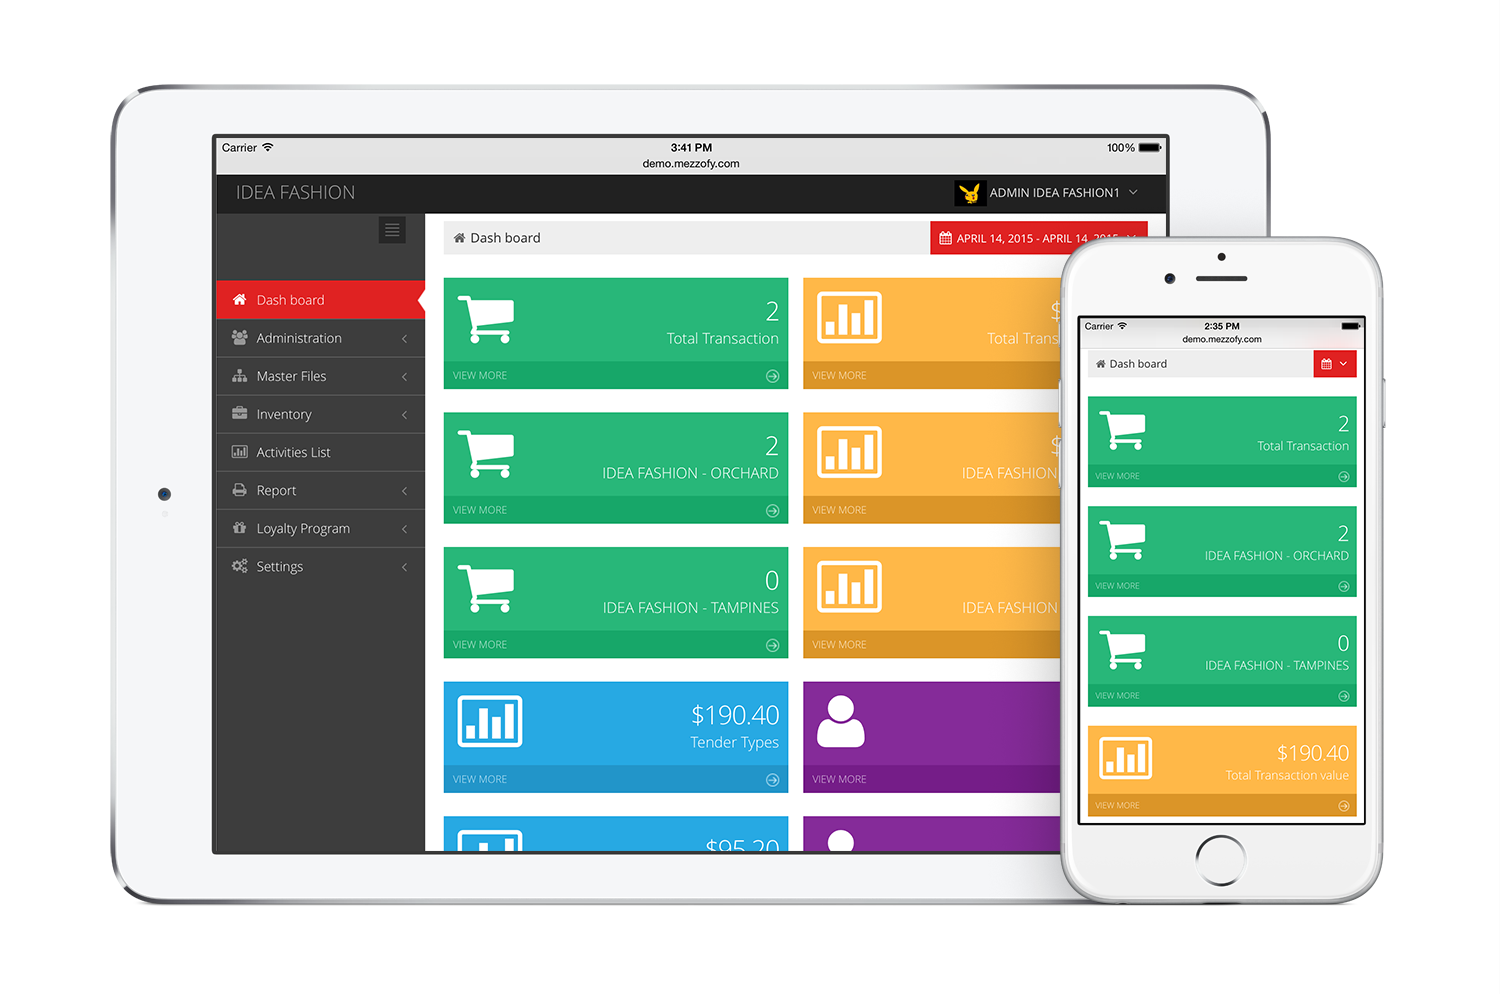 Carrier
3:41 PM
100%
demo.mezzofy.com
IDEA FASHION
ADMIN IDEA FASHION1
Dash board
APRIL 14, 2015 - APRIL 14, 2015
Dash board
Administration
Master Files
Inventory
Activities List
Report
Loyalty Program
Settings
2
Total Transaction
VIEW MORE
$
Total
VIEW MORE
2
IDEA FASHION - ORCHARD
VIEW MORE
$
IDEA FASHION
VIEW MORE
0
IDEA FASHION - TAMPINES
VIEW MORE
IDEA FASHION
VIEW MORE
$190.40
Tender Types
VIEW MORE
VIEW MORE
$95.20
Carrier
2:35 PM
demo.mezzofy.com
Dash board
2
Total Transaction
VIEW MORE
2
IDEA FASHION - ORCHARD
VIEW MORE
0
IDEA FASHION - TAMPINES
VIEW MORE
$190.40
Total Transaction value
VIEW MORE